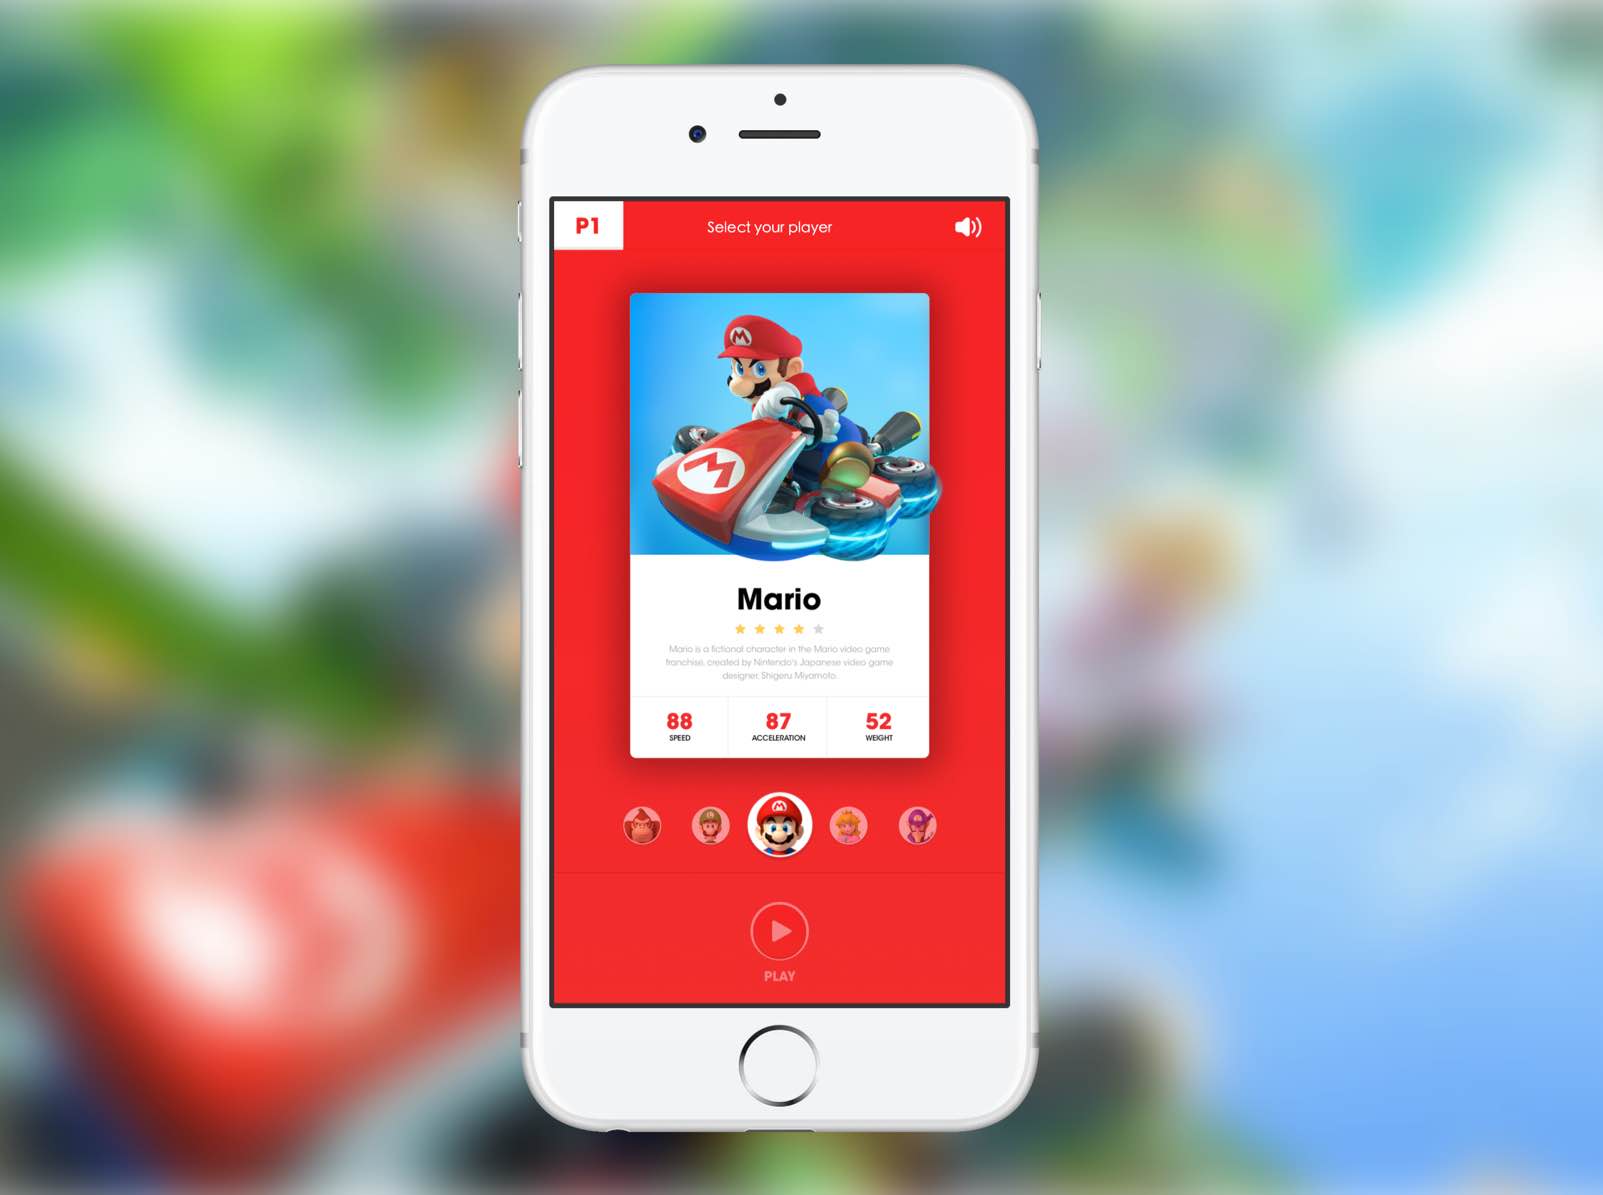 P1
Select your player
M
M
Mario
Mario is a fictional character in the Mario video game
franchise, created by Nintendo's Japanese video game
designer, Shigeru Miyamoto.
88
SPEED
87
ACCELERATION
52
WEIGHT
L
M
PLAY